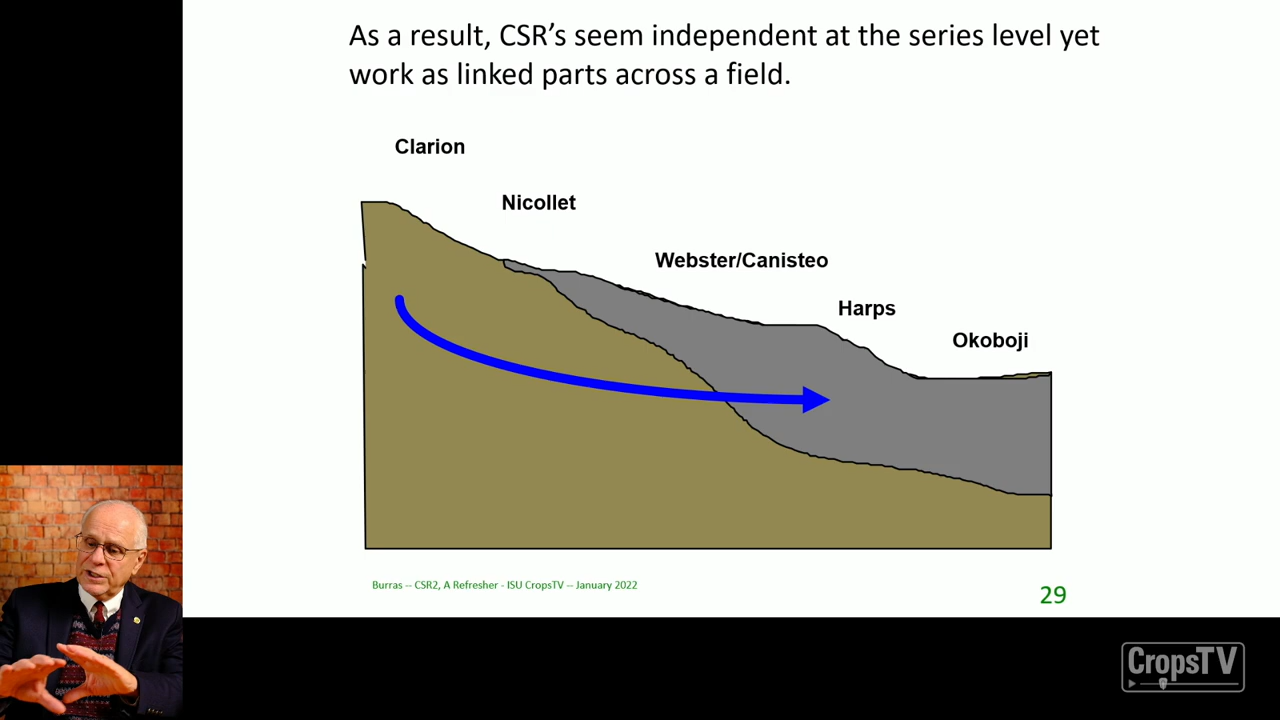 As a result, CSR’s seem independent at the series level yet
work as linked parts across a field.
Clarion
Nicollet
Webster/Canisteo
Harps
Okoboji
Burras -- CSR2, A Refresher - ISU CropsTV -- January 2022
29
CropsTV